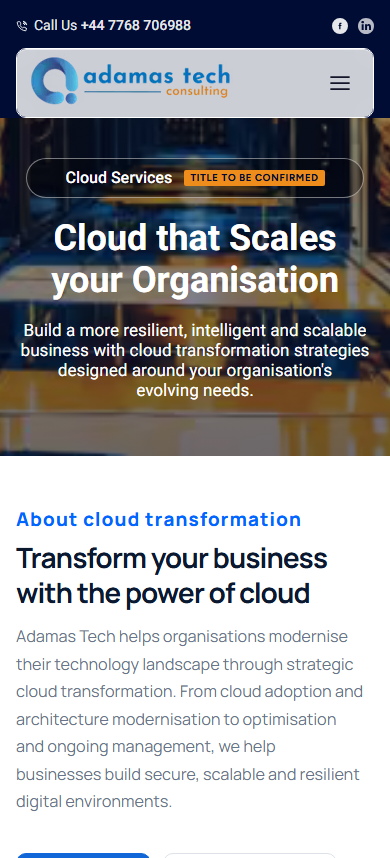 Call Us +44 7768 706988
adamas tech
consulting
Cloud Services TITLE TO BE CONFIRMED
Cloud that Scales
your Organisation
Build a more resilient, intelligent and scalable
business with cloud transformation strategies
designed around your organisation's
evolving needs.
About cloud transformation
Transform your business
with the power of cloud
Adamas Tech helps organisations modernise
their technology landscape through strategic
cloud transformation. From cloud adoption and
architecture modernisation to optimisation
and ongoing management, we help
businesses build secure, scalable and resilient
digital environments.